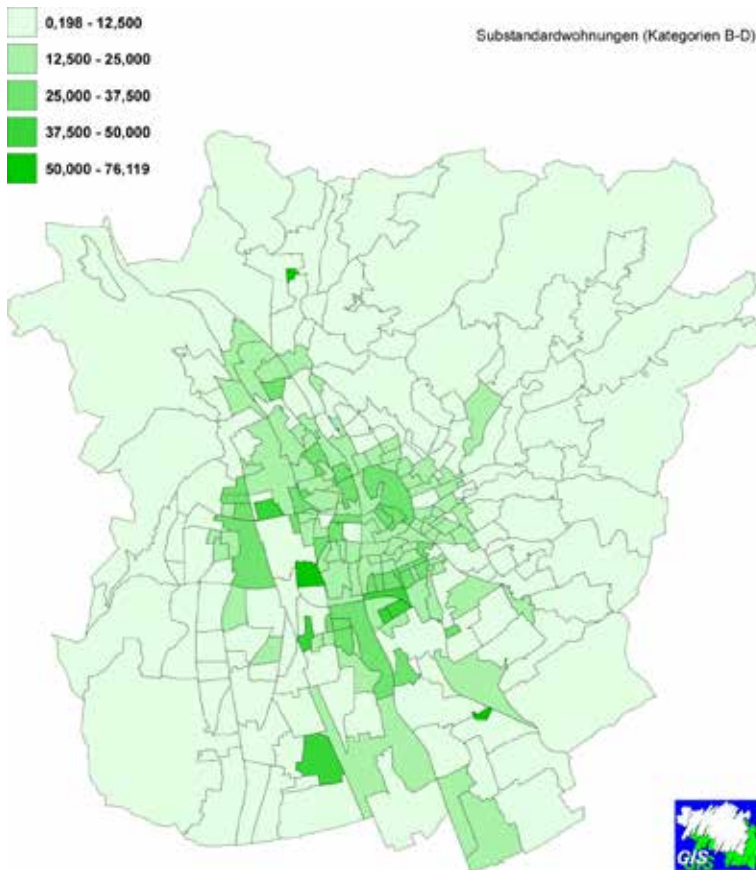 0,198 - 12,500
Substandardwohnungen (Kategorien B-D)
12,500 - 25,000
25,000 - 37,500
37,500 - 50,000
50,000 - 76,119
GIS
GIS